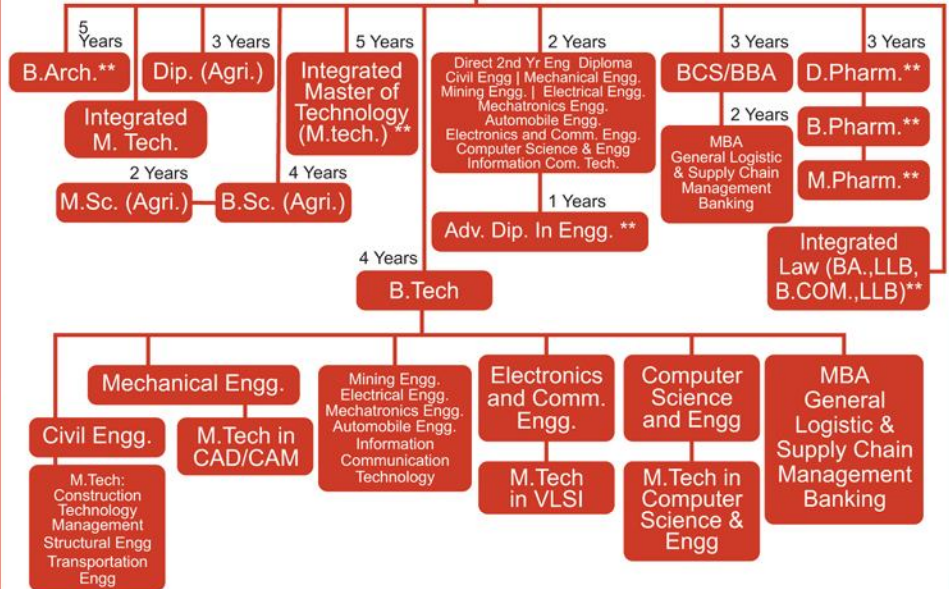 5
Years
B.Arch.**
Integrated
M. Tech.
3 Years
Dip. (Agri.)
2 Years
M.Sc. (Agri.)
4 Years
B.Sc. (Agri.)
5 Years
Integrated
Master of
Technology
(M.tech.) **
2 Years
Direct 2nd Yr Eng Diploma
Civil Engg | Mechanical Engg.
Mining Engg. | Electrical Engg.
Mechatronics Engg.
Automobile Engg.
Electronics and Comm. Engg.
Computer Science & Engg
Information Com. Tech.
1 Years
Adv. Dip. In Engg. **
3 Years
BCS/BBA
2 Years
MBA
General Logistic
& Supply Chain
Management
Banking
3 Years
D.Pharm.**
B.Pharm.**
M.Pharm.**
Integrated
Law (BA.,LLB,
B.COM.,LLB)**
4 Years
B.Tech
Civil Engg.
M.Tech:
Construction
Technology
Management
Structural Engg
Transportation
Engg
Mechanical Engg.
M.Tech in
CAD/CAM
Mining Engg.
Electrical Engg.
Mechatronics Engg.
Automobile Engg.
Information
Communication
Technology
Electronics
and Comm.
Engg.
M.Tech
in VLSI
Computer
Science
and Engg
M.Tech in
Computer
Science &
Engg
MBA
General
Logistic &
Supply Chain
Management
Banking